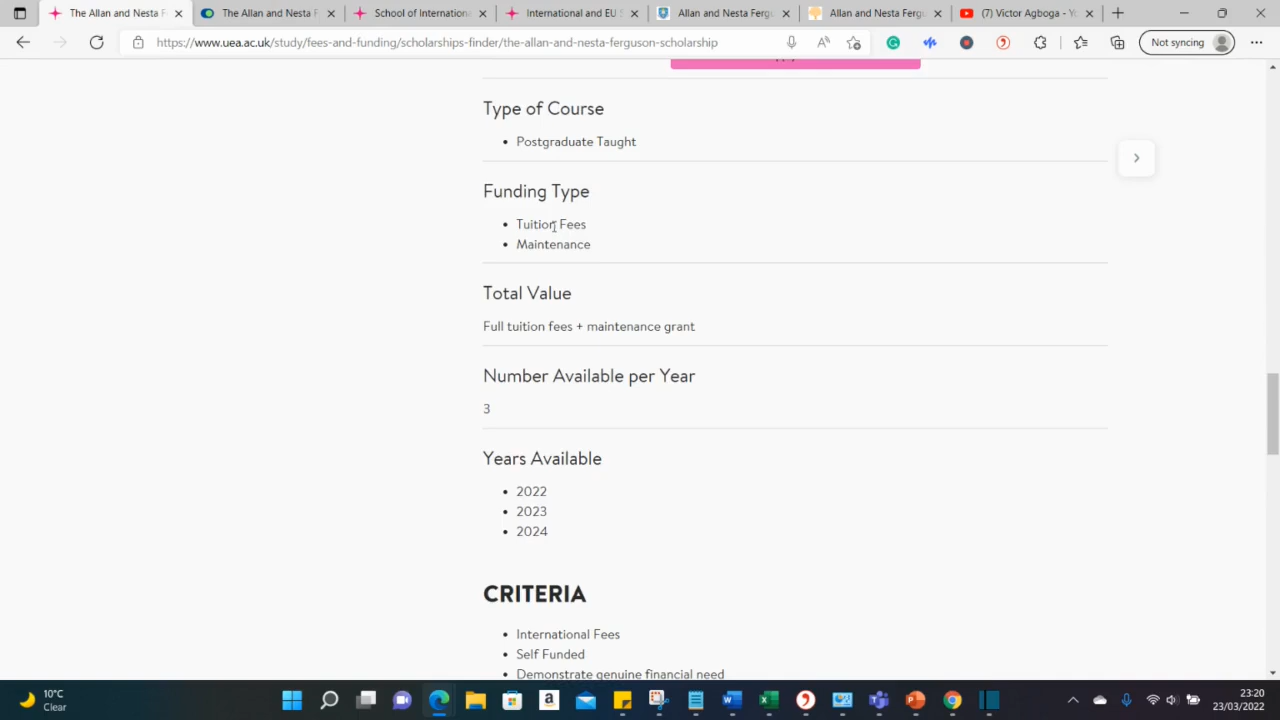 The Allan and Nesta F
The Allan and Nesta F
School of Internationa
International and EU S
Allan and Nesta Fergu
Allan and Nesta Fergu
(7) Victor Agboga - Yo
https://www.uea.ac.uk/study/fees-and-funding/scholarships-finder/the-allan-and-nesta-ferguson-scholarship
Not syncing
Type of Course
• Postgraduate Taught
Funding Type
• Tuition Fees
• Maintenance
Total Value
Full tuition fees + maintenance grant
Number Available per Year
3
Years Available
• 2022
• 2023
• 2024
CRITERIA
• International Fees
• Self Funded
• Demonstrate genuine financial need
10°C
Clear
23:20
23/03/2022